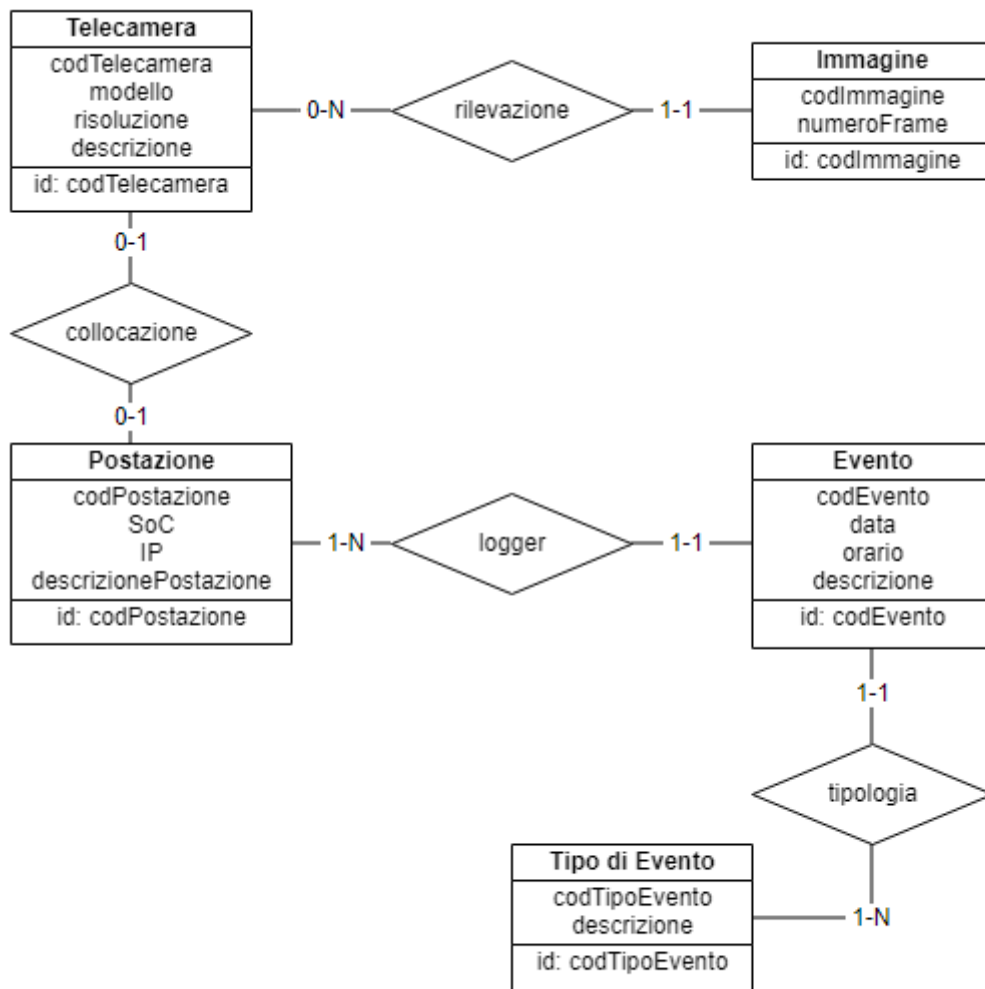 Telecamera
codTelecamera
modello
risoluzione
descrizione
id: codTelecamera
0-N
rilevazione
1-1
Immagine
codImmagine
numeroFrame
id: codImmagine
0-1
collocazione
0-1
Postazione
codPostazione
SoC
IP
descrizionePostazione
id: codPostazione
1-N
logger
1-1
Evento
codEvento
data
orario
descrizione
id: codEvento
1-1
tipologia
1-N
Tipo di Evento
codTipoEvento
descrizione
id: codTipoEvento